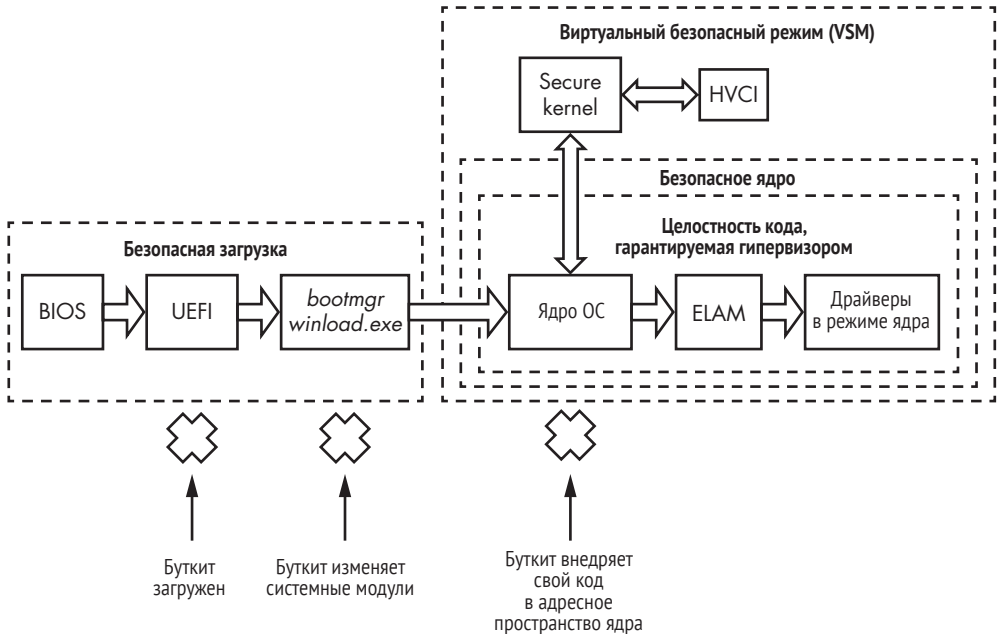 Виртуальный безопасный режим (VSM)
Secure
kernel
HVCI
Безопасное ядро
Целостность кода,
гарантируемая гипервизором
Безопасная загрузка
BIOS
UEFI
bootmgr
winload.exe
Ядро ОС
ELAM
Драйверы
в режиме ядра
Буткит
загружен
Буткит изменяет
системные модули
Буткит внедряет
свой код
в адресное
пространство ядра